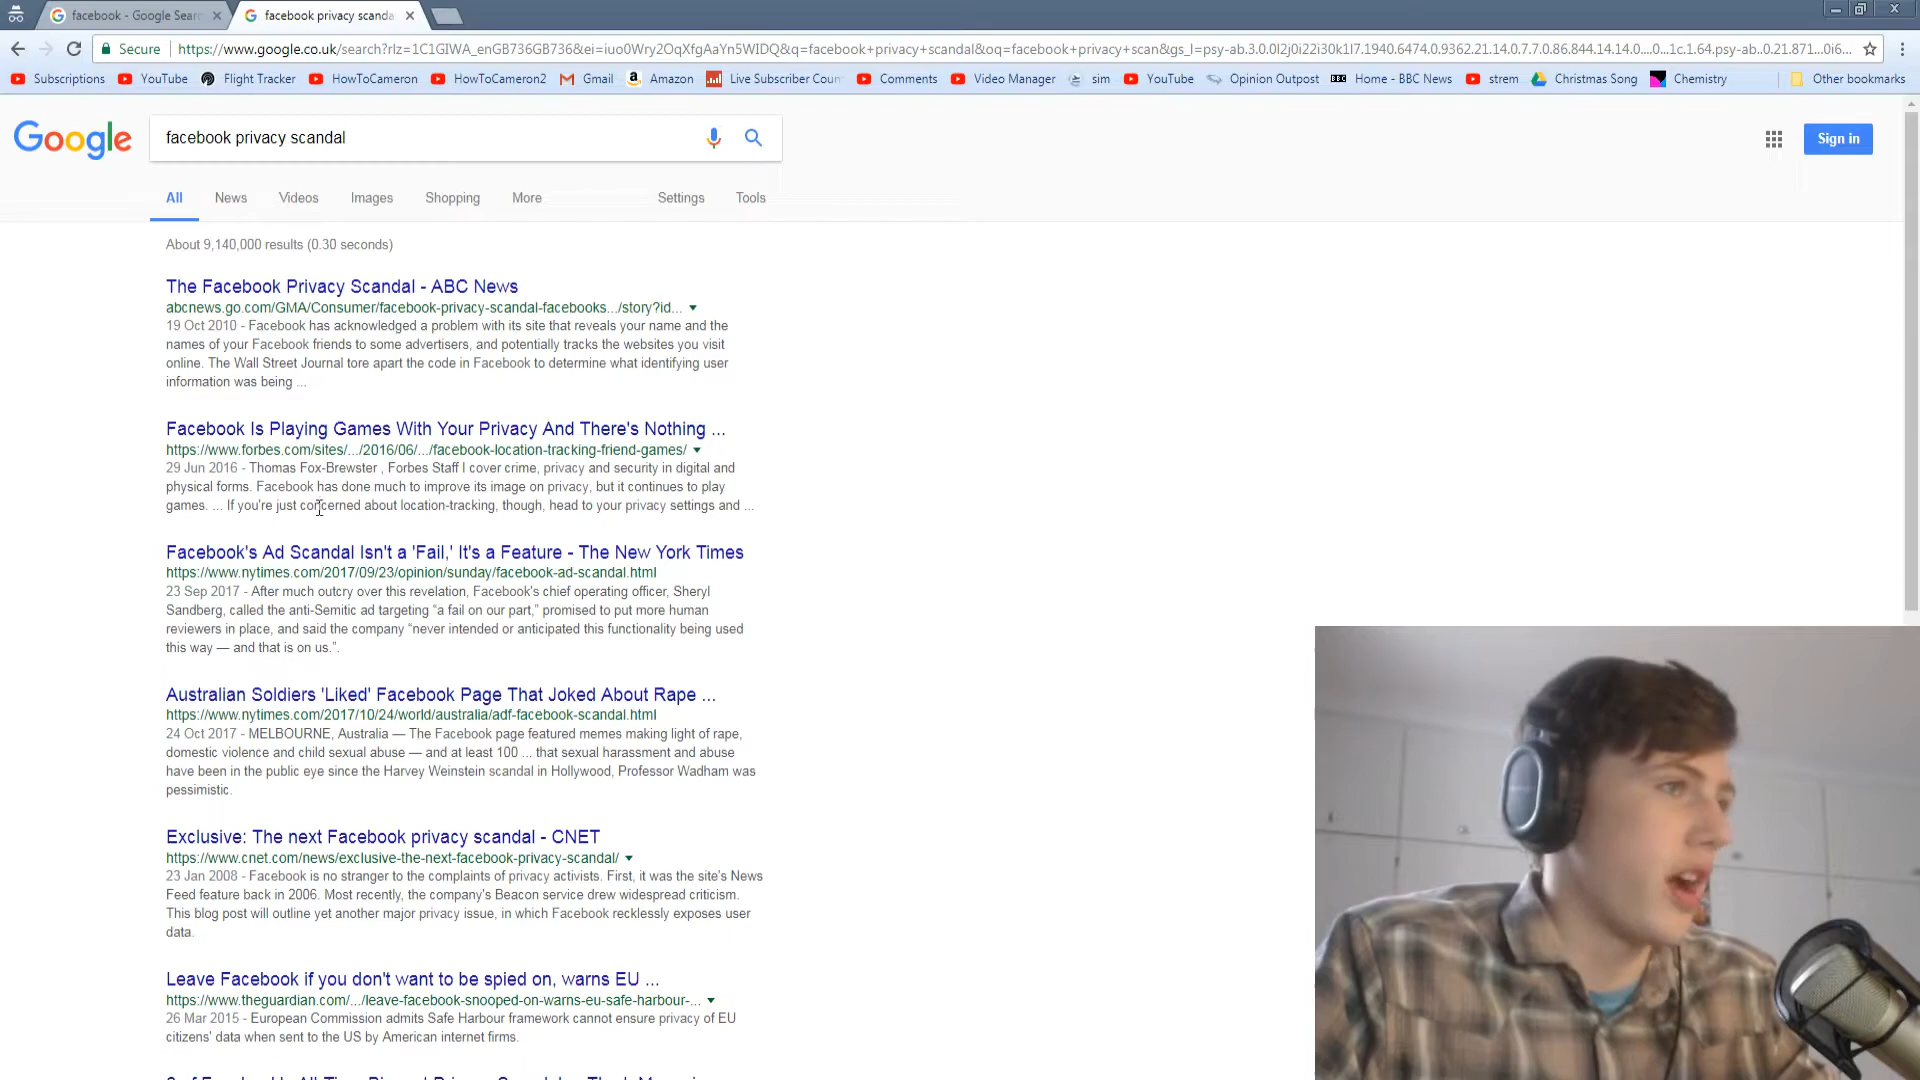 facebook - Google Sear
facebook privacy scanda
Secure https://www.google.co.uk/search?rlz=1C1GIWA_enGB736GB736&ei=iuo0Wry2OqXfgAaYn5WIDQ&q=facebook+privacy+scandal&oq=facebook+privacy+scan&gs_l=psy-ab.3.0.0l2j0i22i30k1l7.1940.6474.0.9362.21.14.0.7.7.0.86.844.14.14.0....0...1c.1.64.psy-ab..0.21.871...0i6...
Subscriptions YouTube Flight Tracker HowToCameron HowToCameron2 Gmail Amazon Live Subscriber Coun Comments Video Manager sim YouTube Opinion Outpost BBC Home - BBC News strem Christmas Song Chemistry Other bookmarks
Google
facebook privacy scandal
Sign in
All News Videos Images Shopping More Settings Tools
About 9,140,000 results (0.30 seconds)
The Facebook Privacy Scandal - ABC News
abcnews.go.com/GMA/Consumer/facebook-privacy-scandal-facebooks.../story?id...
19 Oct 2010 - Facebook has acknowledged a problem with its site that reveals your name and the
names of your Facebook friends to some advertisers, and potentially tracks the websites you visit
online. The Wall Street Journal tore apart the code in Facebook to determine what identifying user
information was being ...
Facebook Is Playing Games With Your Privacy And There's Nothing ...
https://www.forbes.com/sites/.../2016/06/.../facebook-location-tracking-friend-games/
29 Jun 2016 - Thomas Fox-Brewster , Forbes Staff I cover crime, privacy and security in digital and
physical forms. Facebook has done much to improve its image on privacy, but it continues to play
games. ... If you're just concerned about location-tracking, though, head to your privacy settings and ...
Facebook's Ad Scandal Isn't a 'Fail,' It's a Feature - The New York Times
https://www.nytimes.com/2017/09/23/opinion/sunday/facebook-ad-scandal.html
23 Sep 2017 - After much outcry over this revelation, Facebook's chief operating officer, Sheryl
Sandberg, called the anti-Semitic ad targeting “a fail on our part,” promised to put more human
reviewers in place, and said the company “never intended or anticipated this functionality being used
this way — and that is on us.”.
Australian Soldiers 'Liked' Facebook Page That Joked About Rape ...
https://www.nytimes.com/2017/10/24/world/australia/adf-facebook-scandal.html
24 Oct 2017 - MELBOURNE, Australia — The Facebook page featured memes making light of rape,
domestic violence and child sexual abuse — and at least 100 ... that sexual harassment and abuse
have been in the public eye since the Harvey Weinstein scandal in Hollywood, Professor Wadham was
pessimistic.
Exclusive: The next Facebook privacy scandal - CNET
https://www.cnet.com/news/exclusive-the-next-facebook-privacy-scandal/
23 Jan 2008 - Facebook is no stranger to the complaints of privacy activists. First, it was the site's News
Feed feature back in 2006. Most recently, the company's Beacon service drew widespread criticism.
This blog post will outline yet another major privacy issue, in which Facebook recklessly exposes user
data.
Leave Facebook if you don't want to be spied on, warns EU ...
https://www.theguardian.com/.../leave-facebook-snooped-on-warns-eu-safe-harbour-...
26 Mar 2015 - European Commission admits Safe Harbour framework cannot ensure privacy of EU
citizens' data when sent to the US by American internet firms.